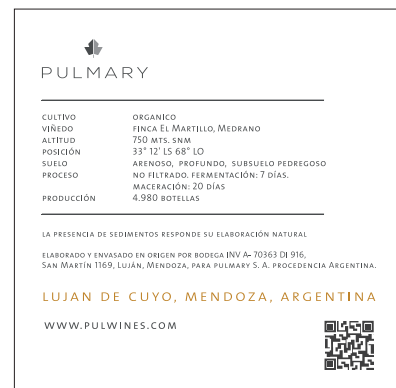 PULMARY
CULTIVO ORGANICO
VIÑEDO FINCA EL MARTILLO, MEDRANO
ALTITUD 750 MTS. SNM
POSICIÓN 33° 12' LS 68° LO
SUELO ARENOSO, PROFUNDO, SUBSUELO PEDREGOSO
PROCESO NO FILTRADO. FERMENTACIÓN: 7 DÍAS.
MACERACIÓN: 20 DÍAS
PRODUCCIÓN 4.980 BOTELLAS
LA PRESENCIA DE SEDIMENTOS RESPONDE SU ELABORACIÓN NATURAL
ELABORADO Y ENVASADO EN ORIGEN POR BODEGA INV A- 70363 DI 916,
SAN MARTÍN 1169, LUJÁN, MENDOZA, PARA PULMARY S. A. PROCEDENCIA ARGENTINA.
LUJAN DE CUYO, MENDOZA, ARGENTINA
WWW.PULWINES.COM